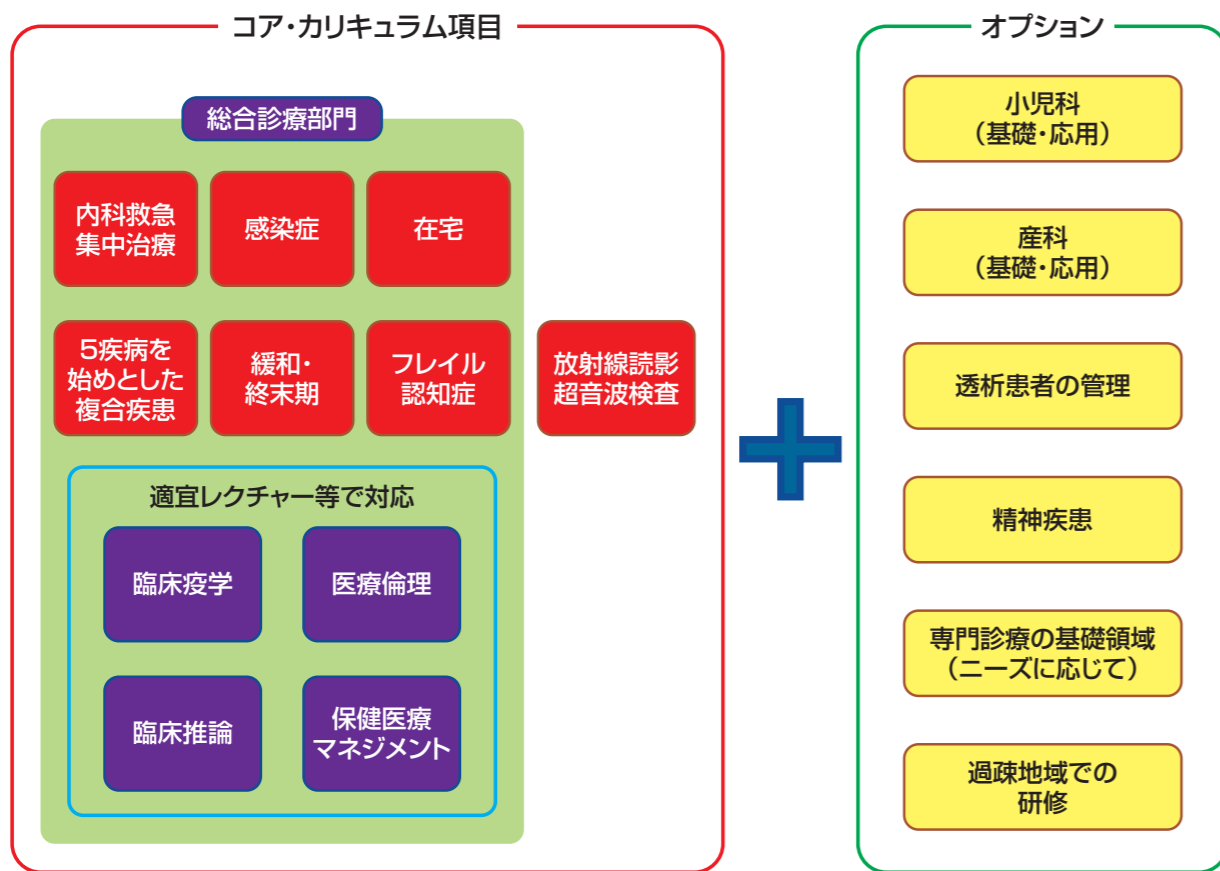 コア・カリキュラム項目
総合診療部門
内科救急
集中治療
感染症
在宅
5疾病を
始めとした
複合疾患
緩和・
終末期
フレイル
認知症
放射線読影
超音波検査
適宜レクチャー等で対応
臨床疫学
医療倫理
臨床推論
保健医療
マネジメント
オプション
小児科
（基礎・応用）
産科
（基礎・応用）
透析患者の管理
精神疾患
専門診療の基礎領域
（ニーズに応じて）
過疎地域での
研修